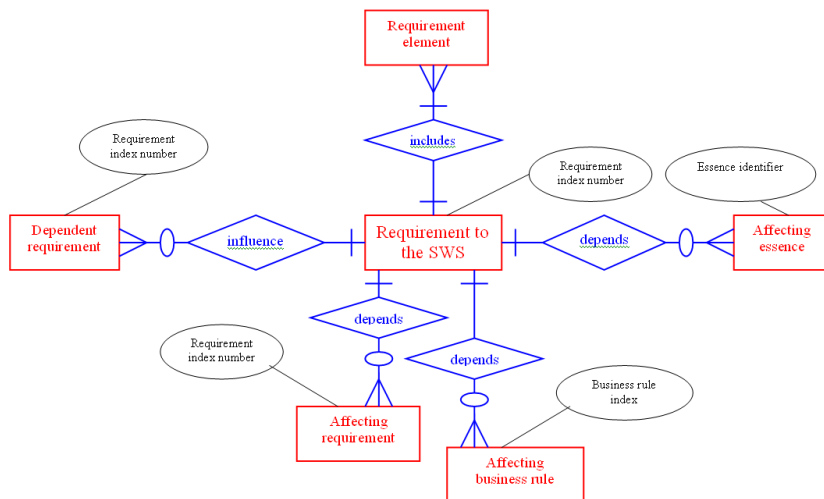 Requirement
element
includes
Requirement
index number
Requirement
index number
Essence identifier
Dependent
requirement
influence
Requirement to
the SWS
depends
Affecting
essence
depends
Requirement
index number
depends
Business rule
index
Affecting
requirement
Affecting
business rule